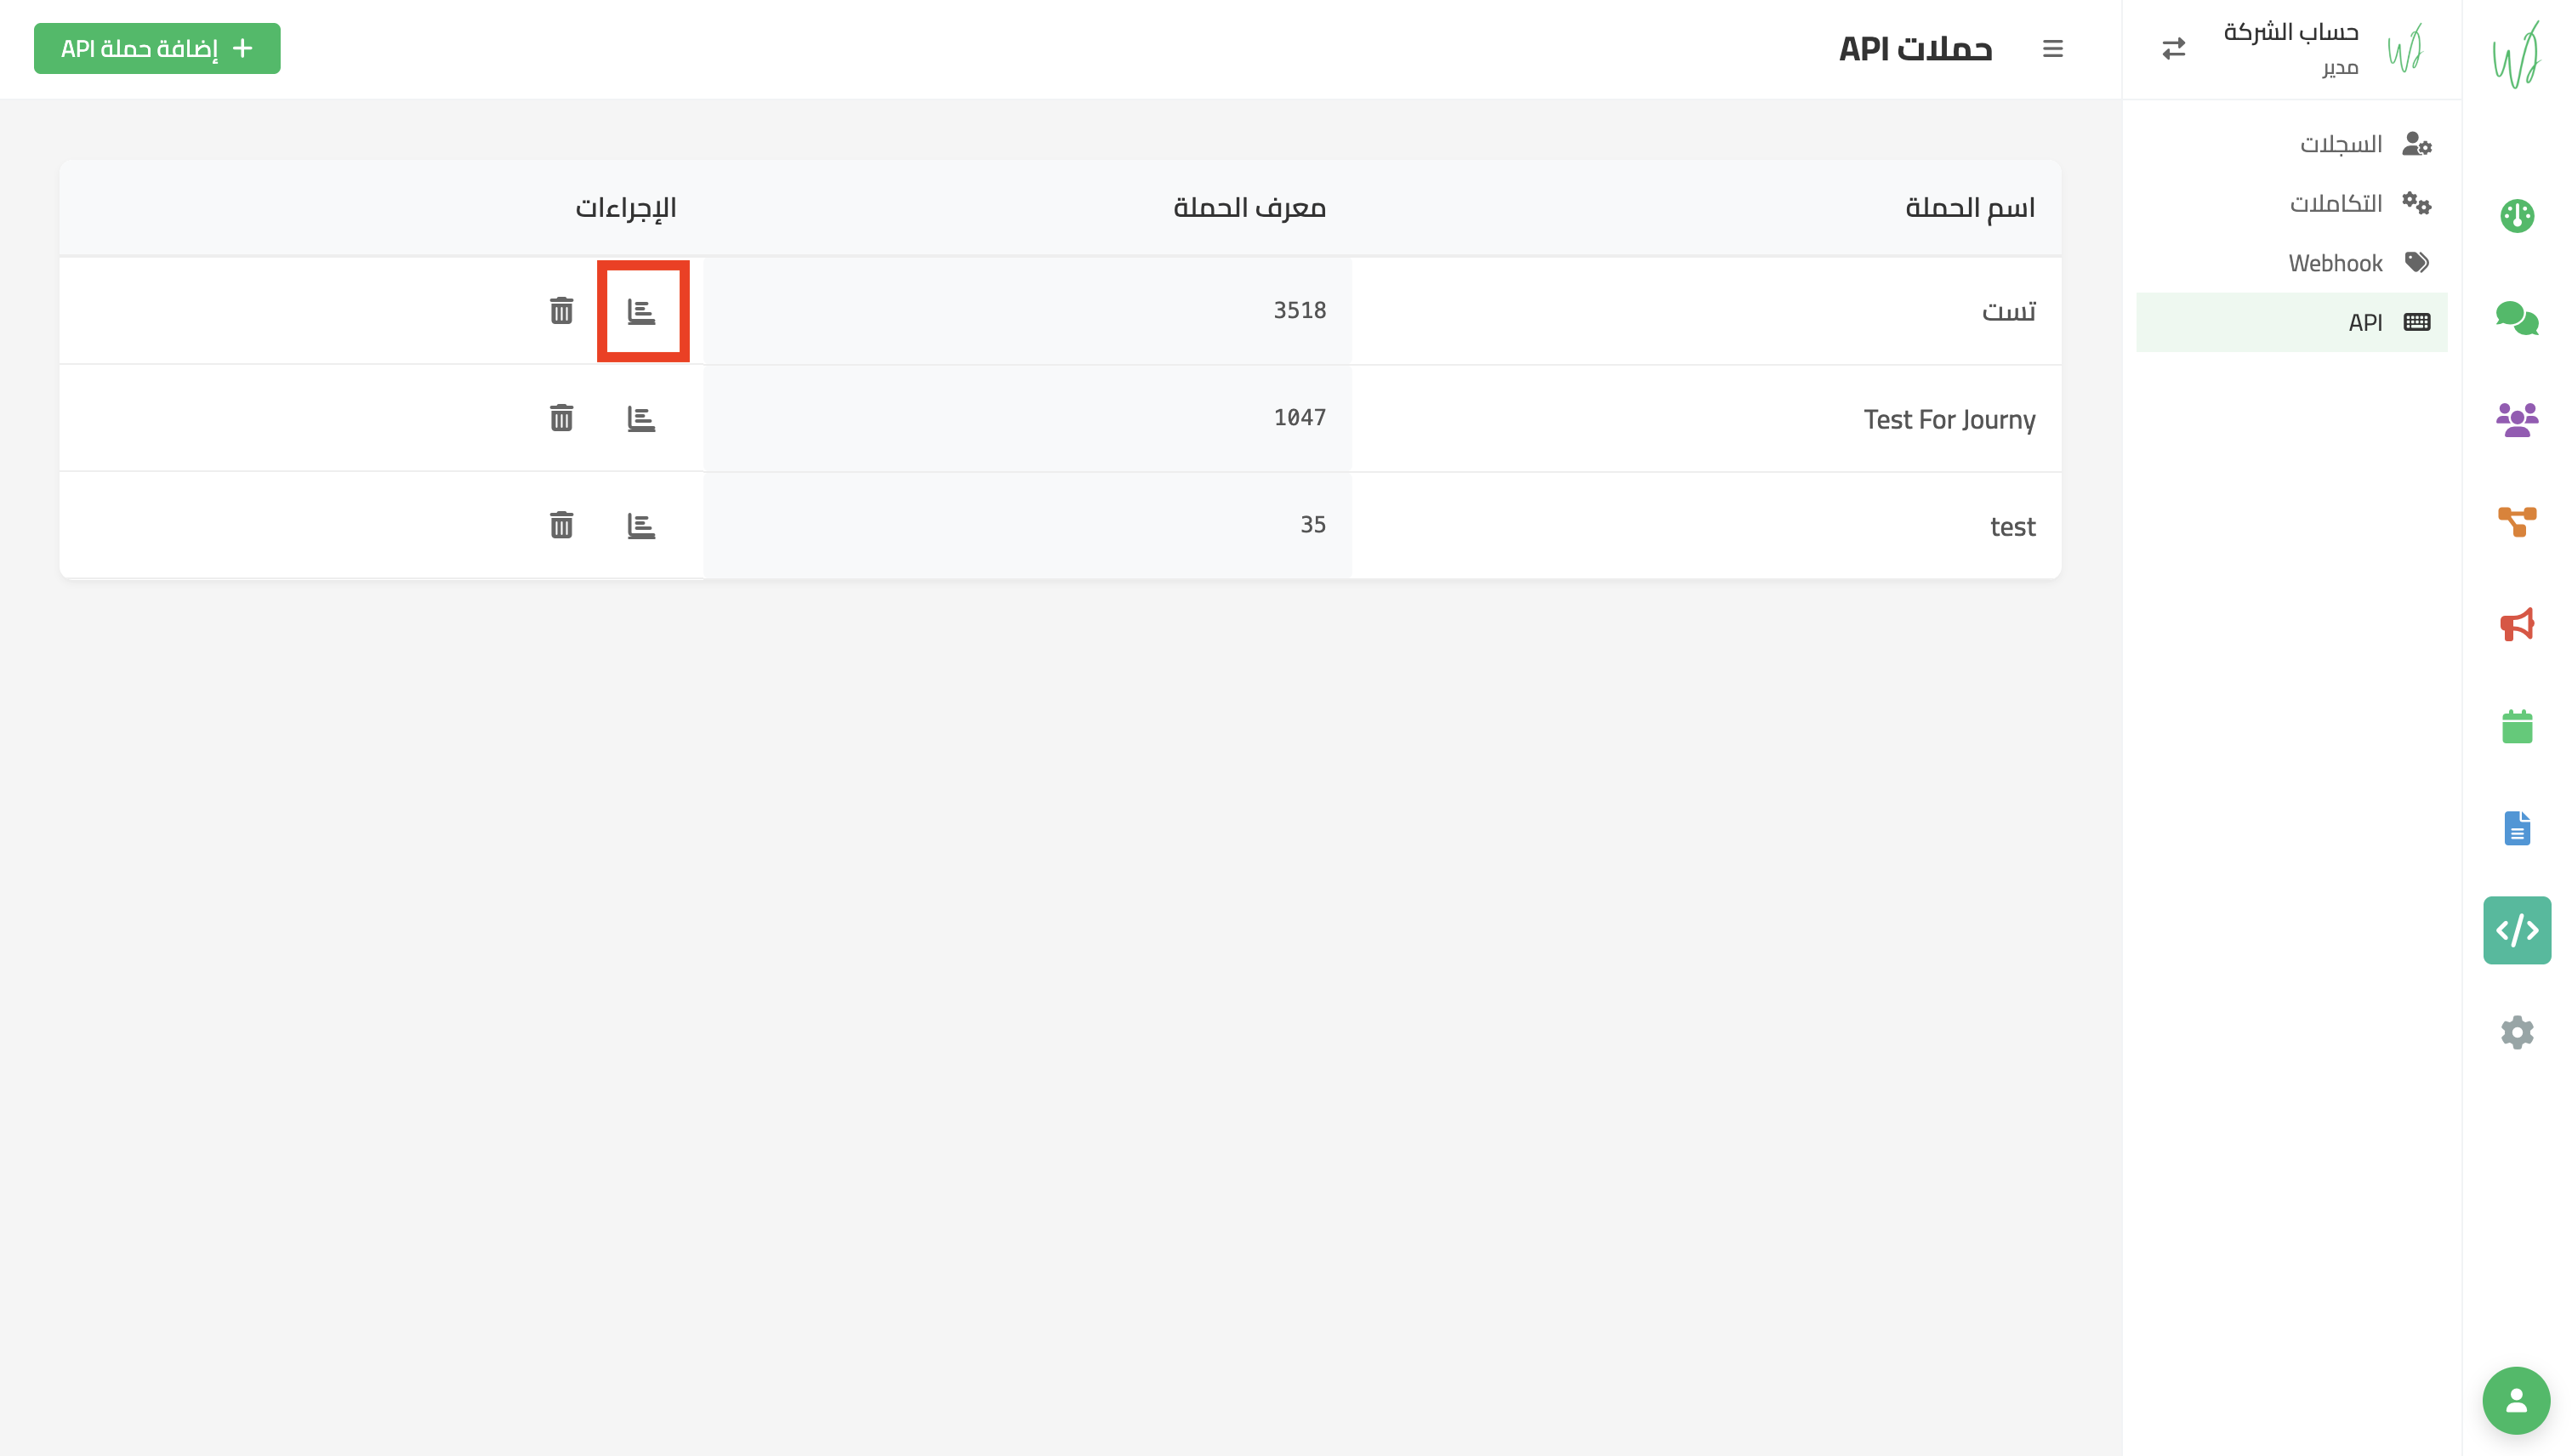 حساب الشركة
مدير
السجلات
التكاملات
Webhook
API
حملات API
إضافة حملة API
اسم الحملة
معرف الحملة
الإجراءات
تست
3518
Test For Journy
1047
test
35